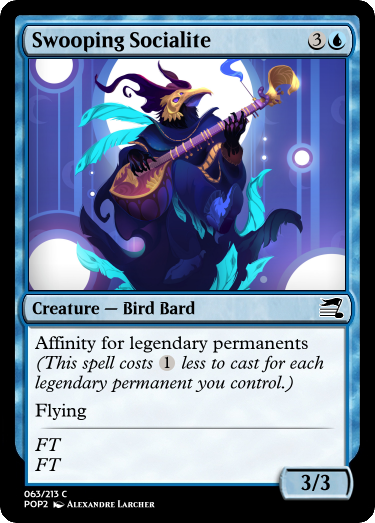 Swooping Socialite 3
Creature — Bird Bard
Affinity for legendary permanents
(This spell costs 1 less to cast for each
legendary permanent you control.)
Flying
FT
FT
3/3
063/213 C
POP2 Alexandre Larcher